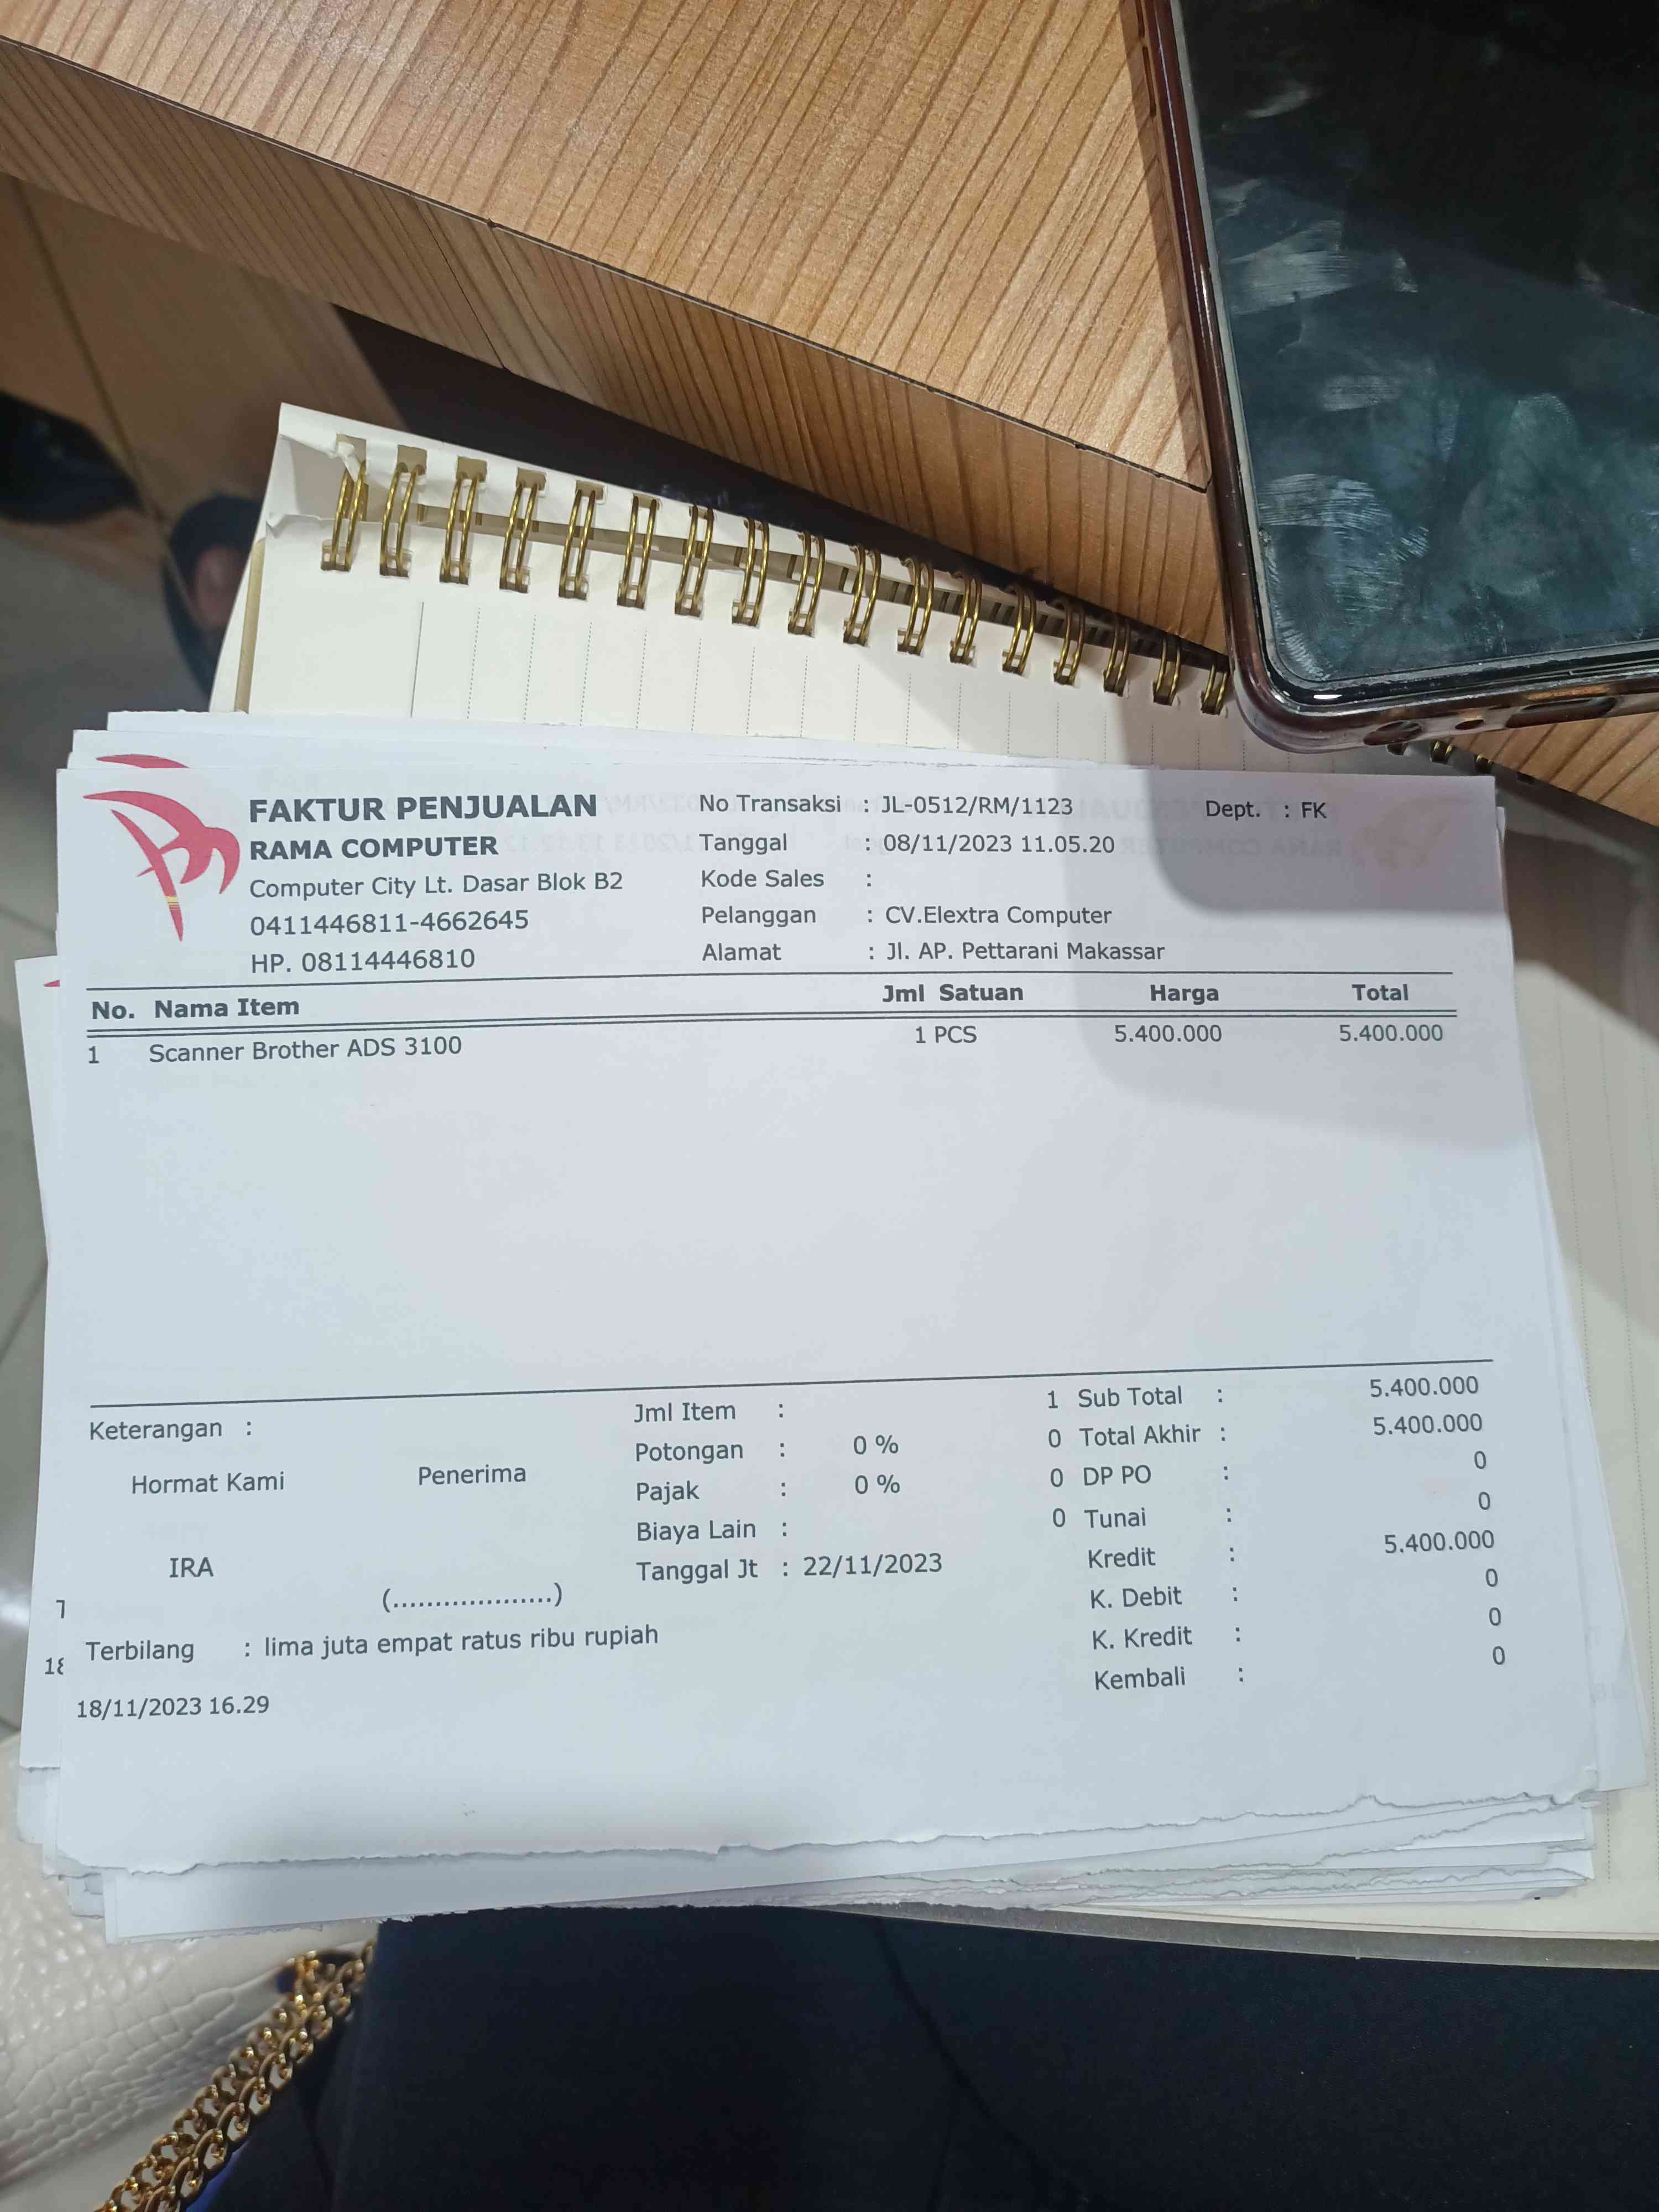 FAKTUR PENJUALAN
RAMA COMPUTER
Computer City Lt. Dasar Blok B2
0411446811-4662645
HP. 08114446810
No Transaksi : JL-0512/RM/1123 Dept. : FK
Tanggal : 08/11/2023 11.05.20
Kode Sales :
Pelanggan : CV.Elextra Computer
Alamat : Jl. AP. Pettarani Makassar
No. Nama Item Jml Satuan Harga Total
1 Scanner Brother ADS 3100 1 PCS 5.400.000 5.400.000
Keterangan :
Hormat Kami Penerima
IRA
(...................)
Jml Item : 1
Potongan : 0 % 0
Pajak : 0 % 0
Biaya Lain : 0
Tanggal Jt : 22/11/2023
Sub Total : 5.400.000
Total Akhir : 5.400.000
DP PO : 0
Tunai : 0
Kredit : 5.400.000
K. Debit : 0
K. Kredit : 0
Kembali : 0
Terbilang : lima juta empat ratus ribu rupiah
18/11/2023 16.29